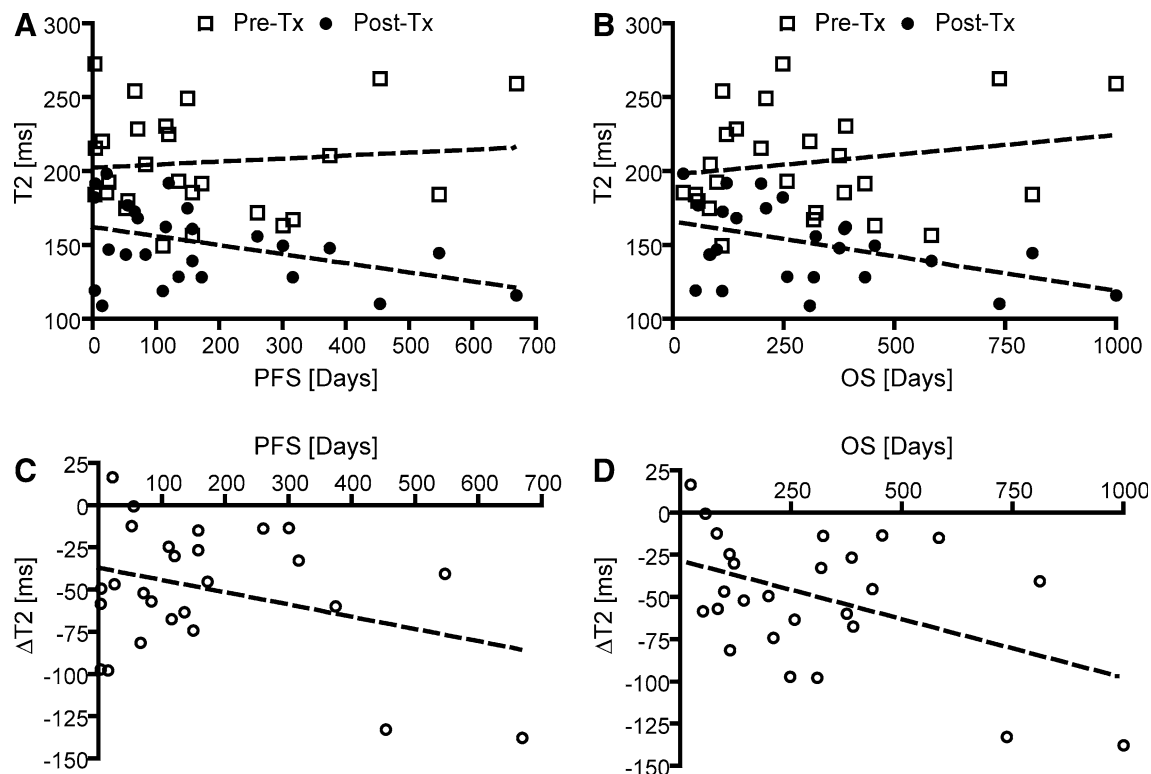 A
Pre-Tx Post-Tx
300
250
200
150
100
T2 [ms]
0 100 200 300 400 500 600 700
PFS [Days]
B
Pre-Tx Post-Tx
300
250
200
150
100
T2 [ms]
0 250 500 750 1000
OS [Days]
C
PFS [Days]
100 200 300 400 500 600 700
25
0
-25
-50
-75
-100
-125
-150
ΔT2 [ms]
D
OS [Days]
250 500 750 1000
25
0
-25
-50
-75
-100
-125
-150
ΔT2 [ms]